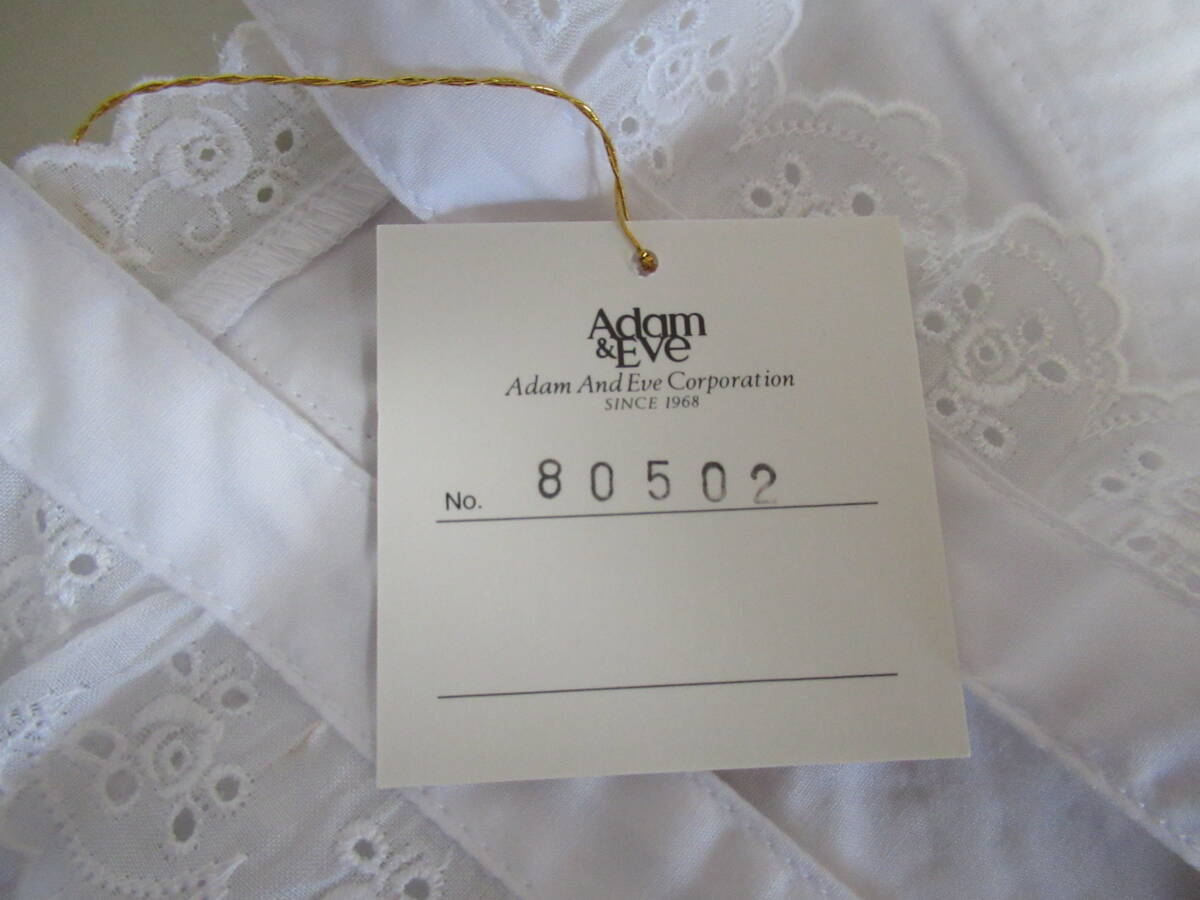 Adam
&Eve
Adam And Eve Corporation
SINCE 1968
No. 80502